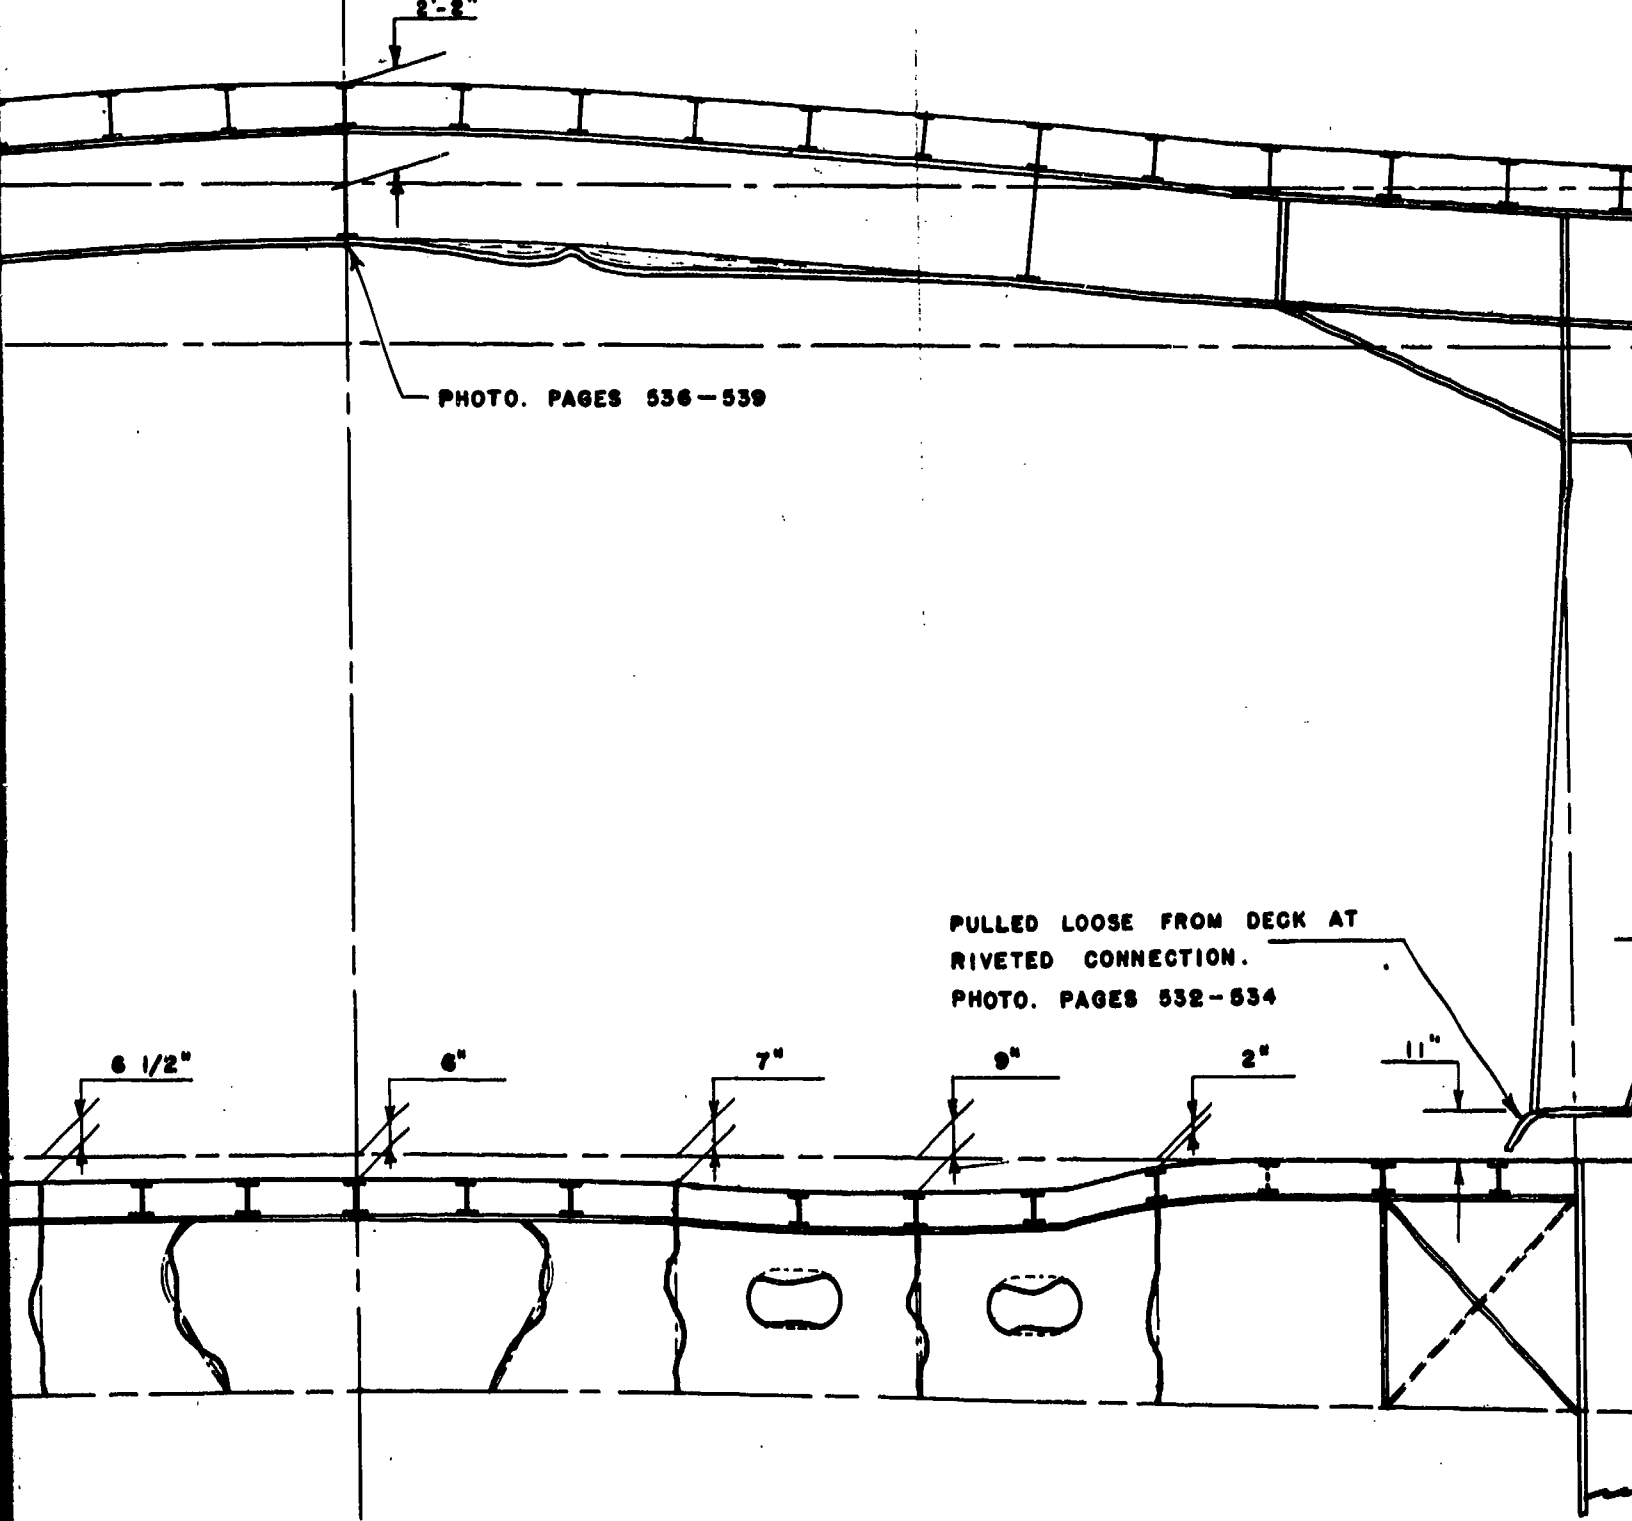 2'-2"
PHOTO. PAGES 536-539
PULLED LOOSE FROM DECK AT
RIVETED CONNECTION.
PHOTO. PAGES 532-534
6 1/2"
6"
7"
9"
2"
11"